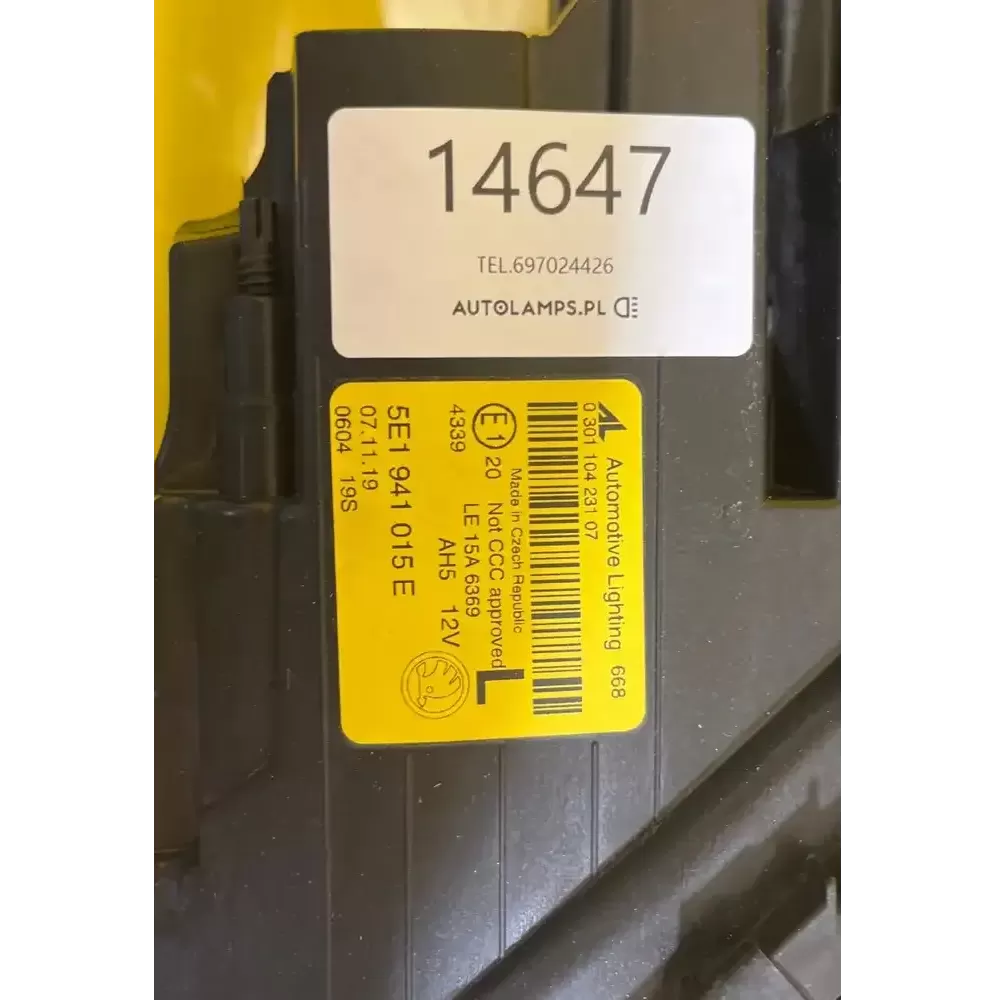 14647
TEL.697024426
AUTOLAMPS.PL
AL Automotive Lighting 668
0 301 104 231 07
Made in Czech Republic
E1 20 Not CCC approved L
4339 LE 15A 6369
AH5 12V
5E1 941 015 E
07.11.19
0604 19S